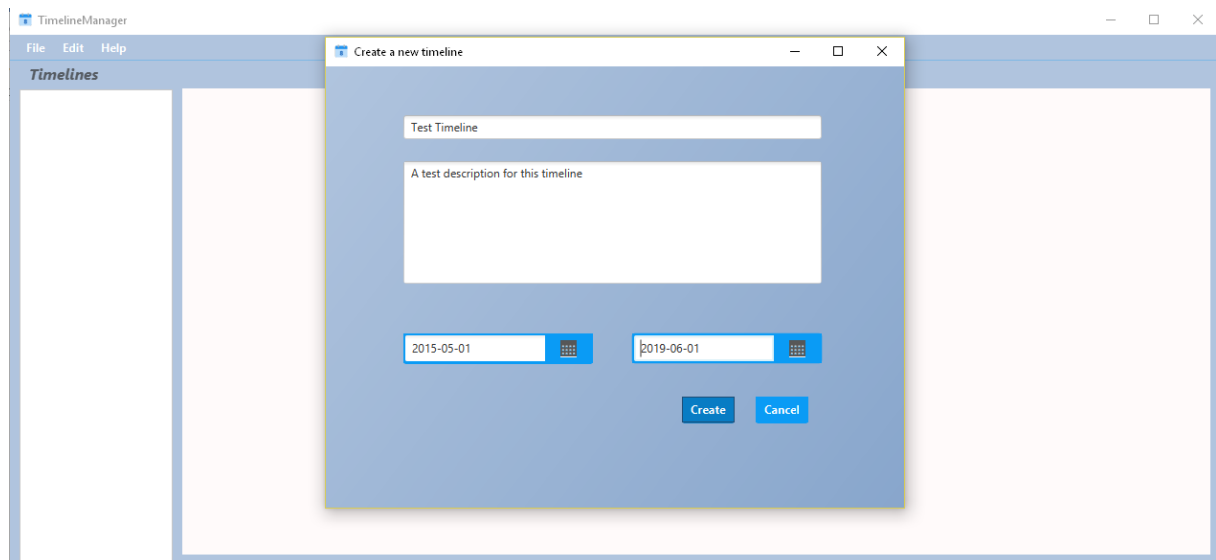 TimelineManager
File Edit Help
Timelines
Create a new timeline
Test Timeline
A test description for this timeline
2015-05-01
2019-06-01
Create
Cancel